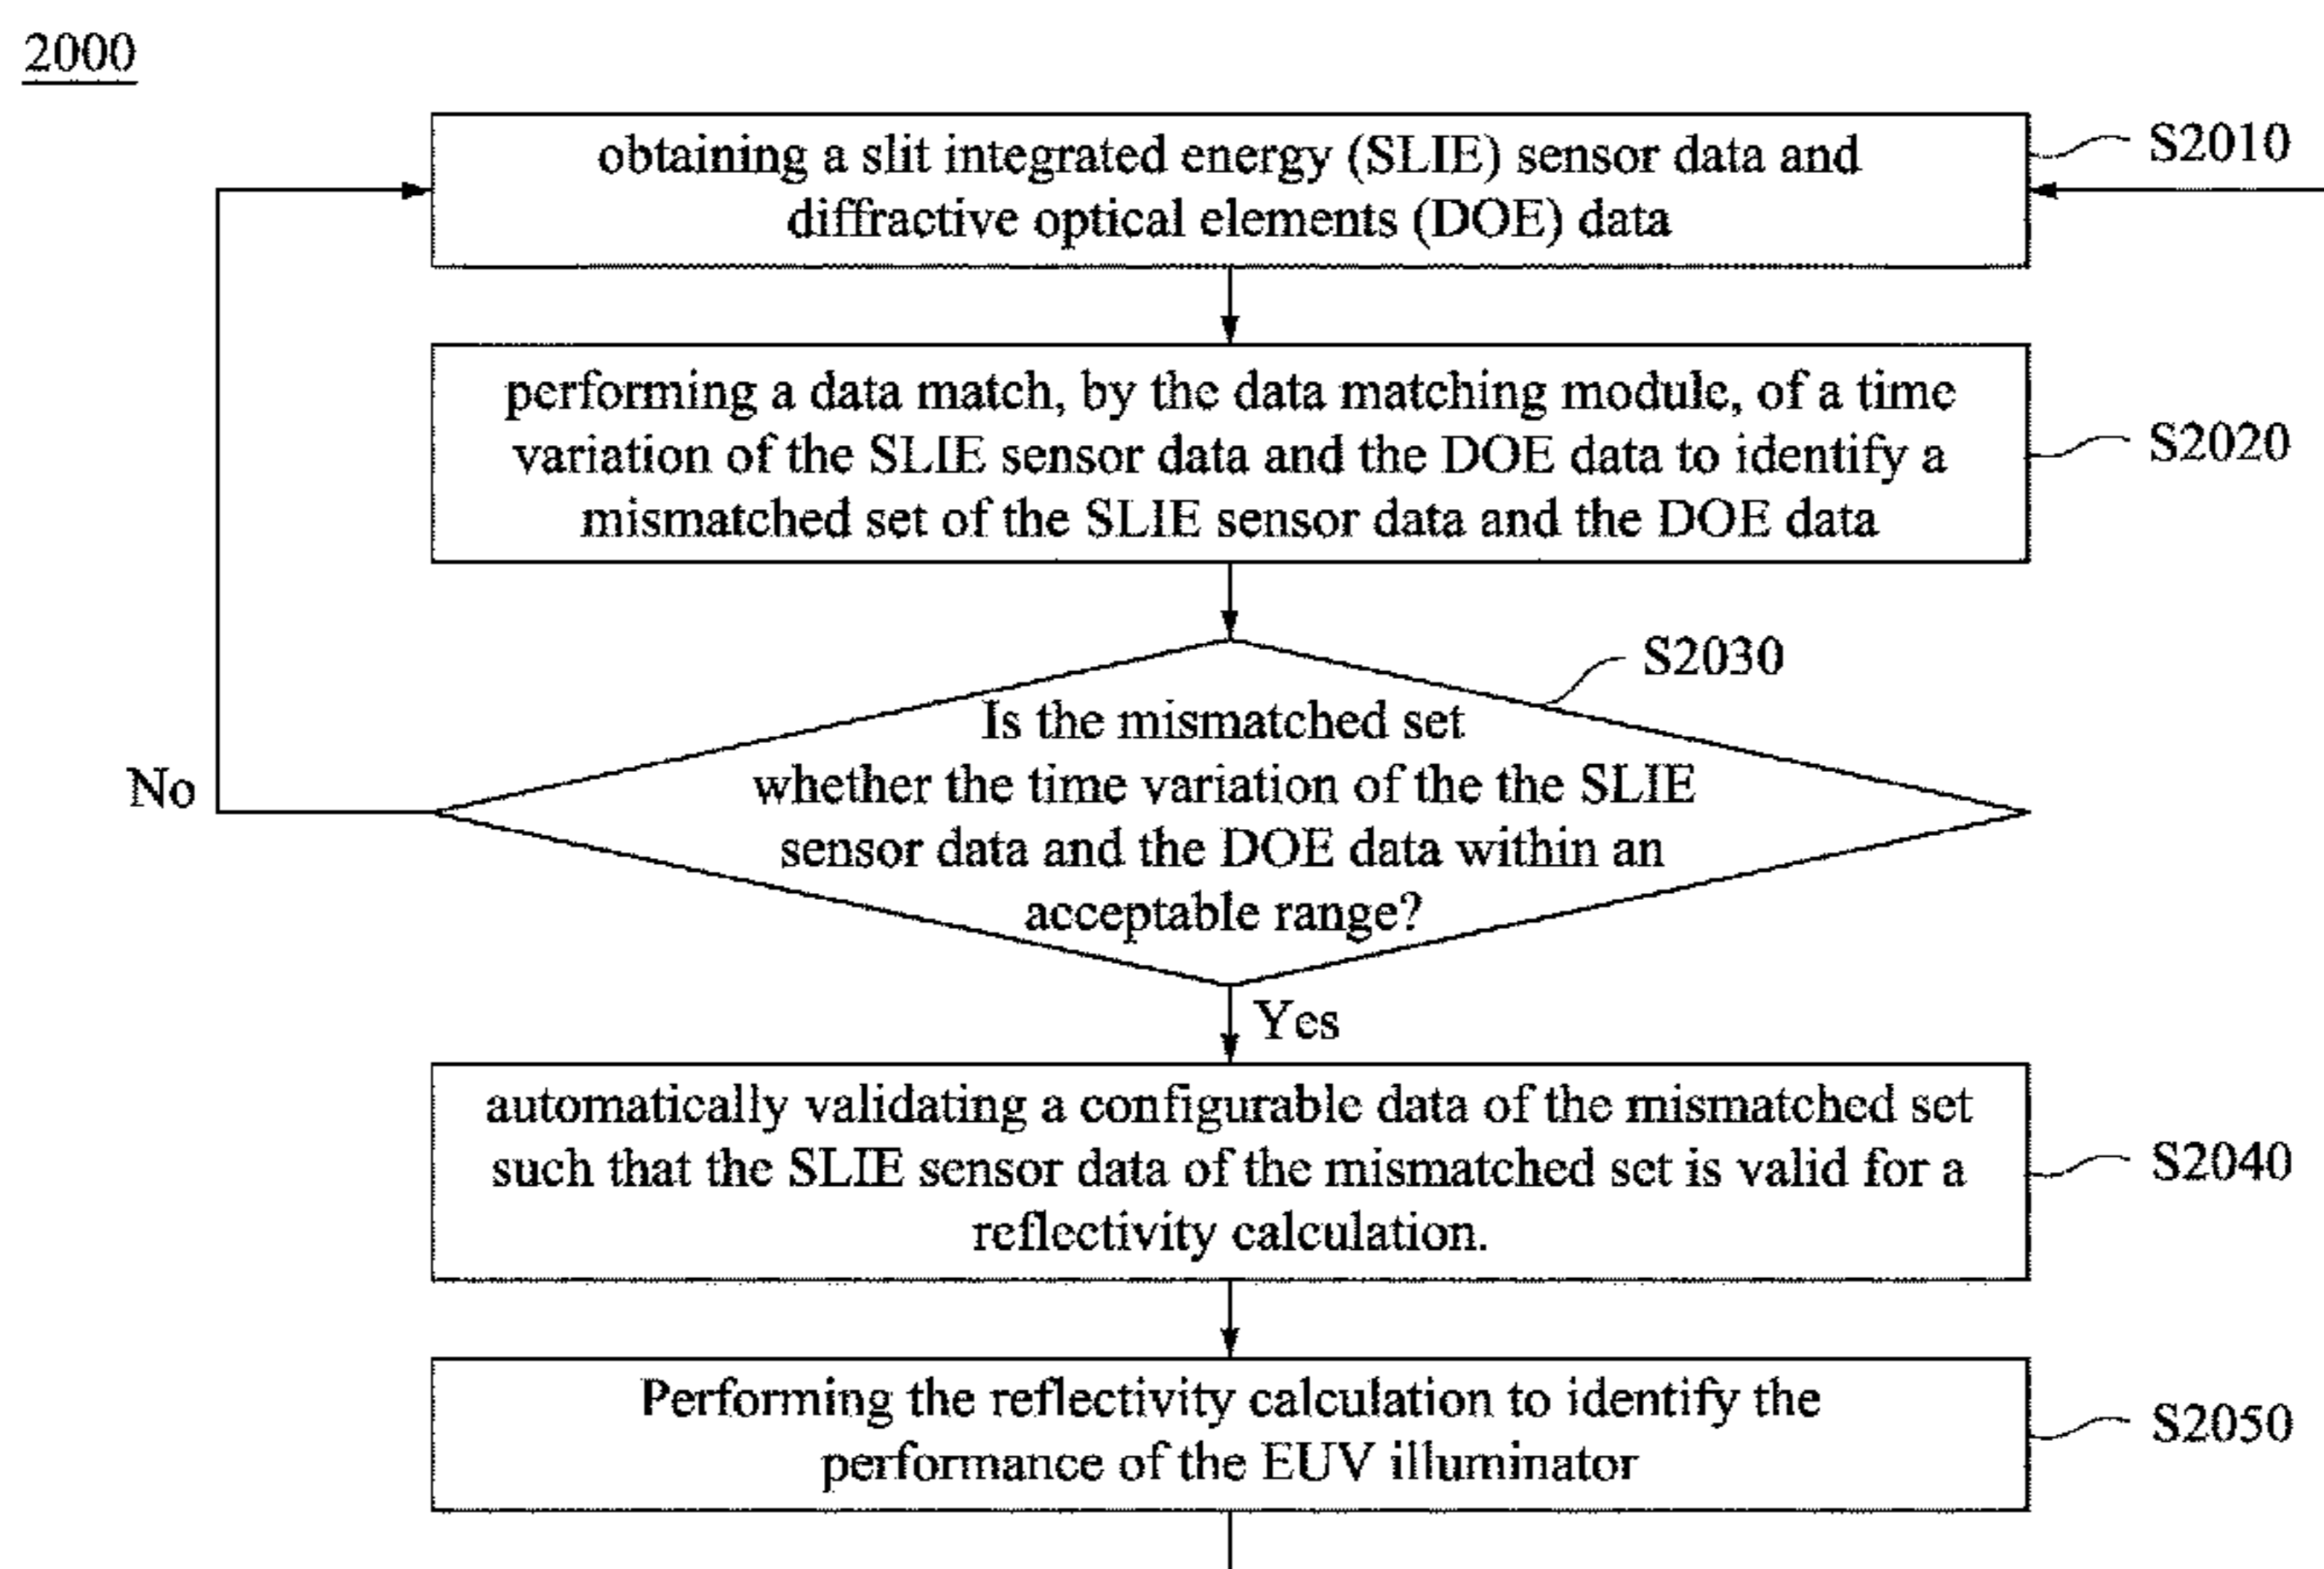 2000
obtaining a slit integrated energy (SLIE) sensor data and
diffractive optical elements (DOE) data
S2010
performing a data match, by the data matching module, of a time
variation of the SLIE sensor data and the DOE data to identify a
mismatched set of the SLIE sensor data and the DOE data
S2020
S2030
Is the mismatched set
whether the time variation of the the SLIE
sensor data and the DOE data within an
acceptable range?
No
Yes
automatically validating a configurable data of the mismatched set
such that the SLIE sensor data of the mismatched set is valid for a
reflectivity calculation.
S2040
Performing the reflectivity calculation to identify the
performance of the EUV illuminator
S2050